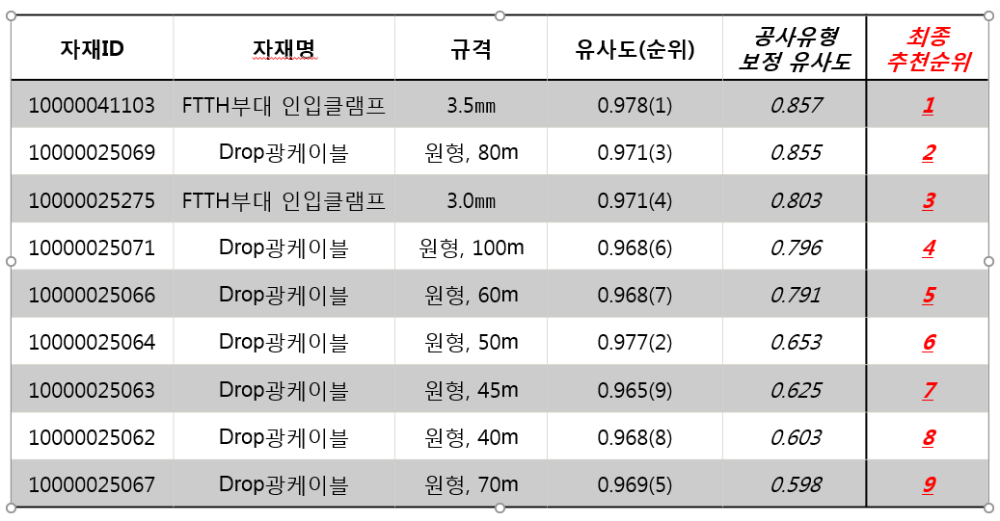 자재ID 자재명 규격 유사도(순위) 공사유형 최종
보정 유사도 추천순위
10000041103 FTTH부대 인입클램프 3.5㎜ 0.978(1) 0.857 1
10000025069 Drop광케이블 원형, 80m 0.971(3) 0.855 2
10000025275 FTTH부대 인입클램프 3.0㎜ 0.971(4) 0.803 3
10000025071 Drop광케이블 원형, 100m 0.968(6) 0.796 4
10000025066 Drop광케이블 원형, 60m 0.968(7) 0.791 5
10000025064 Drop광케이블 원형, 50m 0.977(2) 0.653 6
10000025063 Drop광케이블 원형, 45m 0.965(9) 0.625 7
10000025062 Drop광케이블 원형, 40m 0.968(8) 0.603 8
10000025067 Drop광케이블 원형, 70m 0.969(5) 0.598 9